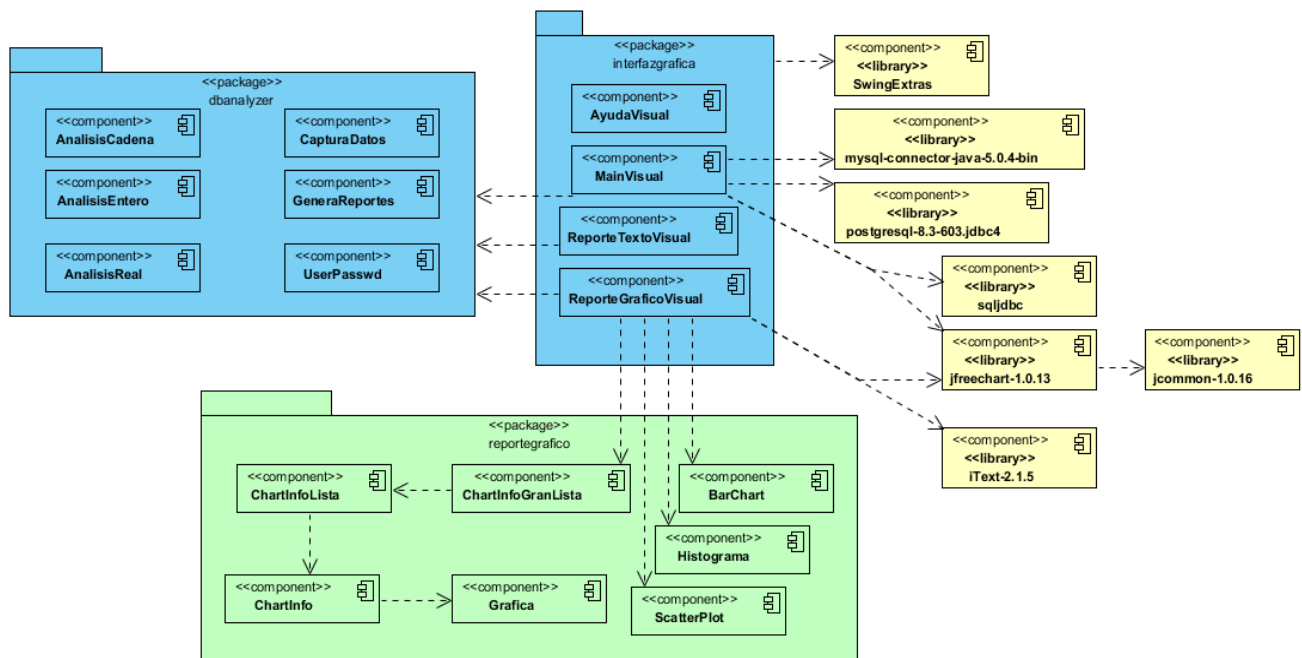 <<package>>
dbanalyzer
<<component>>
AnalisisCadena
<<component>>
CapturaDatos
<<component>>
AnalisisEntero
<<component>>
GeneraReportes
<<component>>
AnalisisReal
<<component>>
UserPasswd
<<package>>
interfazgrafica
<<component>>
AyudaVisual
<<component>>
MainVisual
<<component>>
ReporteTextoVisual
<<component>>
ReporteGraficoVisual
<<component>>
<<library>>
SwingExtras
<<component>>
<<library>>
mysql-connector-java-5.0.4-bin
<<component>>
<<library>>
postgresql-8.3-603.jdbc4
<<component>>
<<library>>
sqljdbc
<<component>>
<<library>>
jfreechart-1.0.13
<<component>>
<<library>>
jcommon-1.0.16
<<component>>
<<library>>
iText-2.1.5
<<package>>
reportegrafico
<<component>>
ChartInfoLista
<<component>>
ChartInfoGranLista
<<component>>
BarChart
<<component>>
Histograma
<<component>>
ChartInfo
<<component>>
Grafica
<<component>>
ScatterPlot